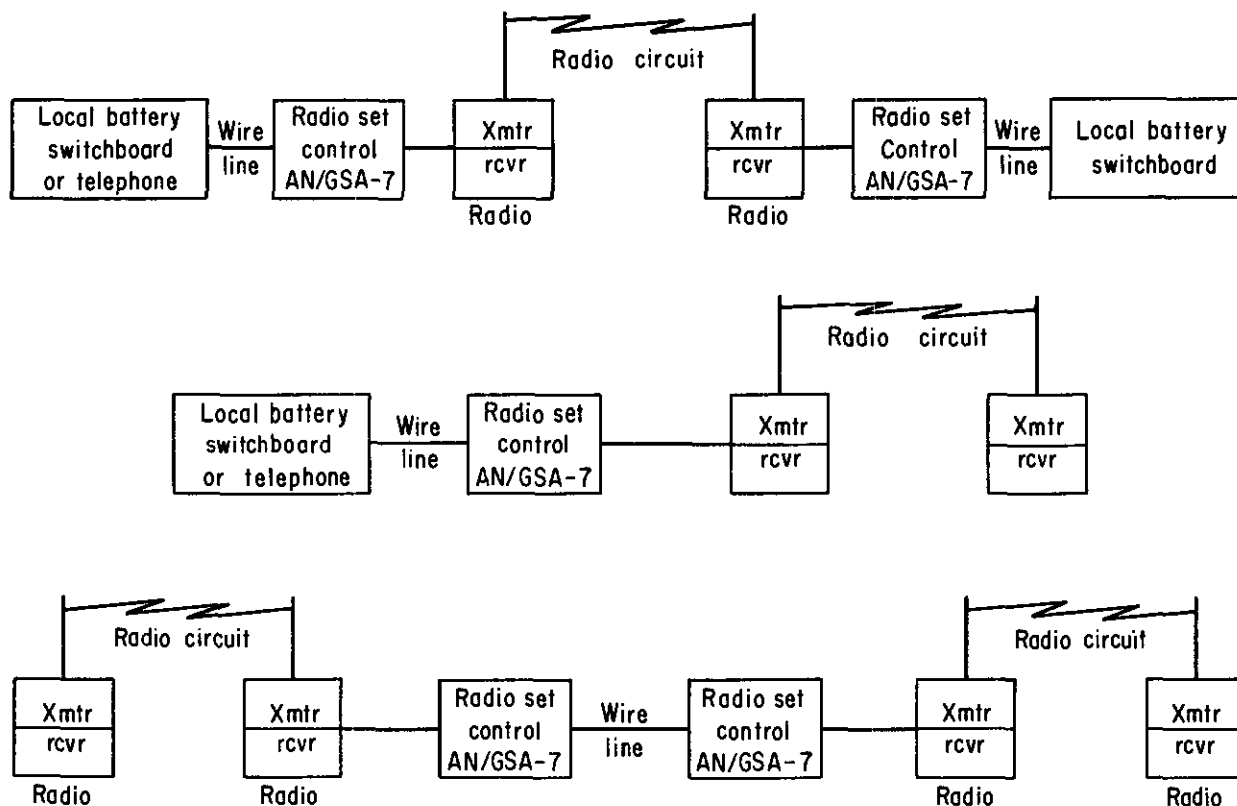 Radio circuit
Local battery
switchboard
or telephone
Wire
line
Radio set
control
AN/GSA-7
Xmtr
rcvr
Radio
Xmtr
rcvr
Radio
Radio set
Control
AN/GSA-7
Wire
line
Local battery
switchboard
Radio circuit
Local battery
switchboard
or telephone
Wire
line
Radio set
control
AN/GSA-7
Xmtr
rcvr
Xmtr
rcvr
Radio circuit
Radio circuit
Xmtr
rcvr
Radio
Xmtr
rcvr
Radio
Radio set
control
AN/GSA-7
Wire
line
Radio set
control
AN/GSA-7
Xmtr
rcvr
Radio
Xmtr
rcvr
Radio